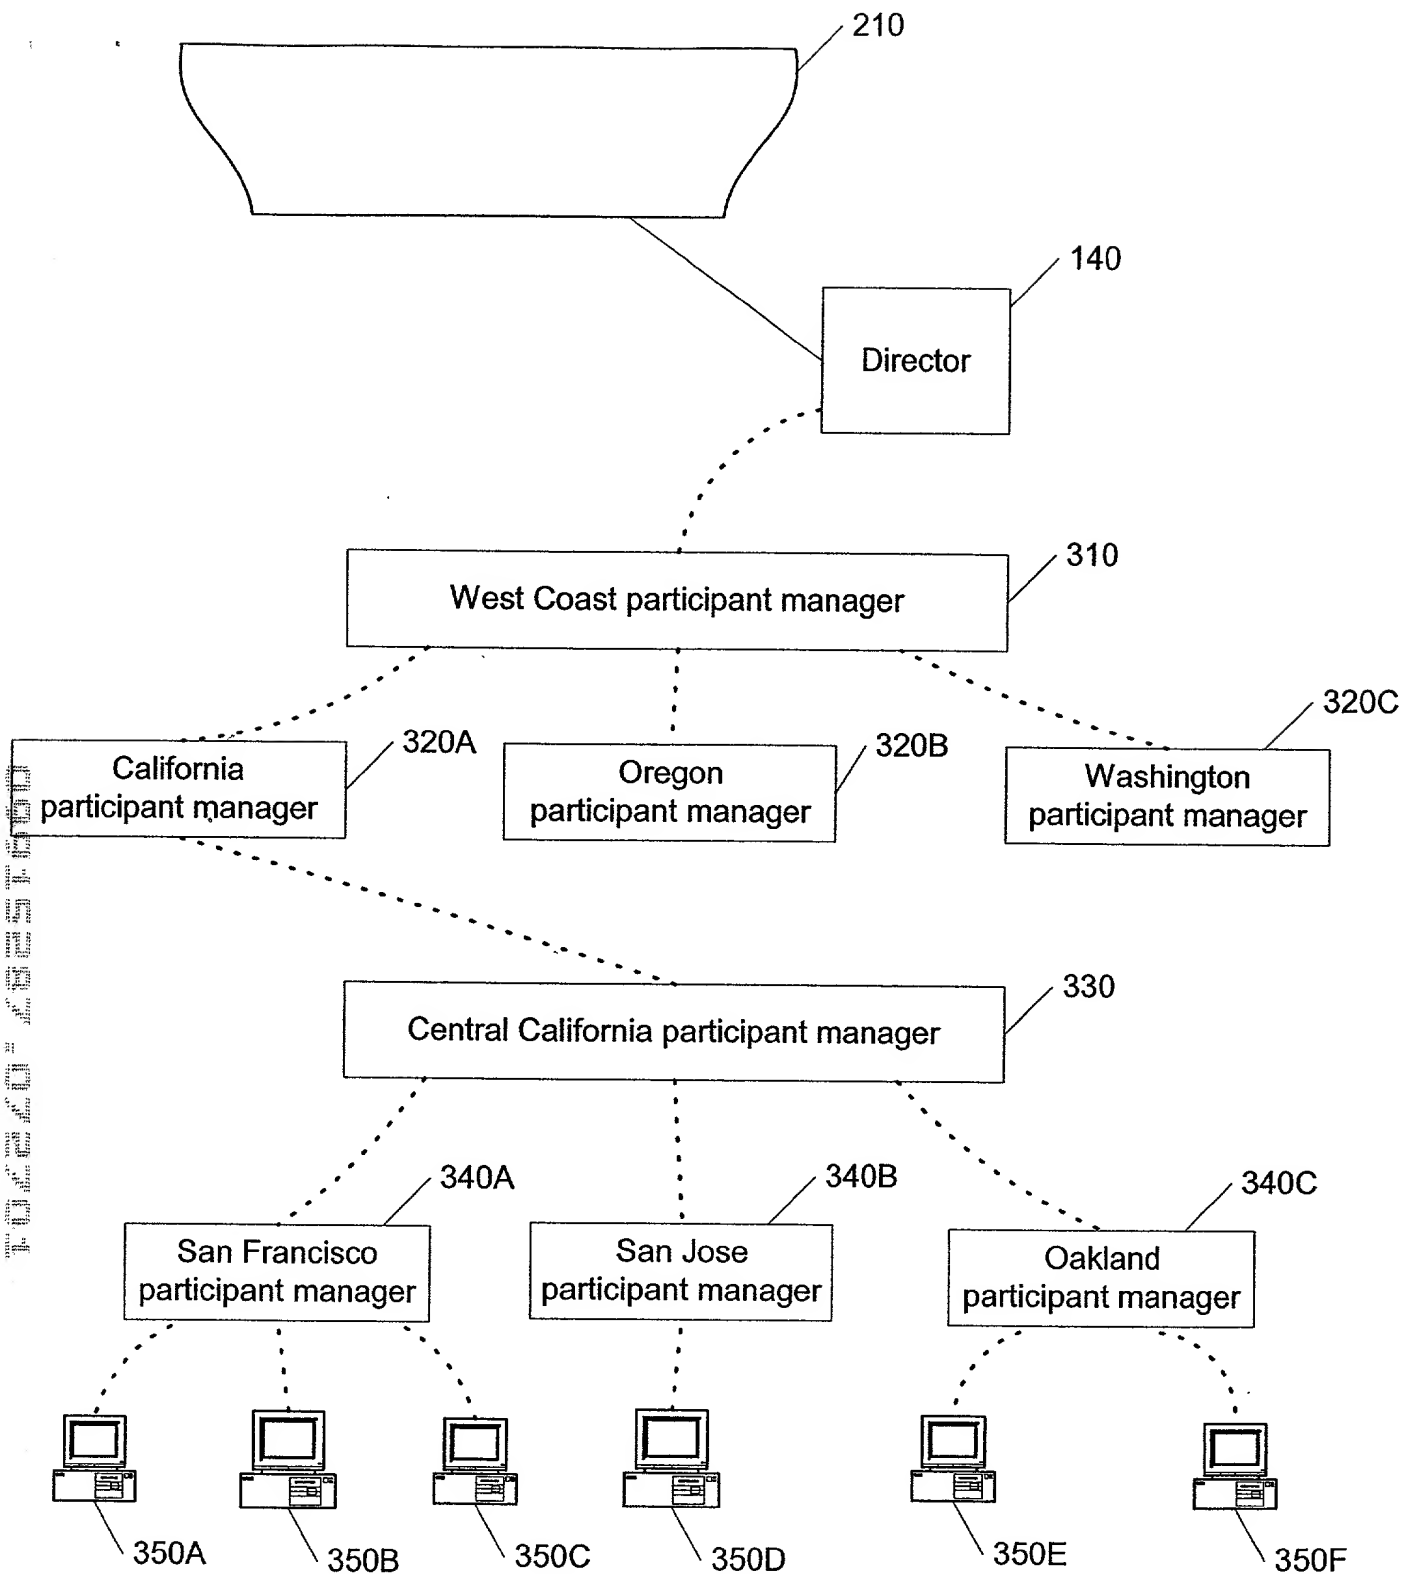 210
140
Director
310
West Coast participant manager
320A
320B
320C
California
participant manager
Oregon
participant manager
Washington
participant manager
330
Central California participant manager
340A
340B
340C
San Francisco
participant manager
San Jose
participant manager
Oakland
participant manager
350A
350B
350C
350D
350E
350F